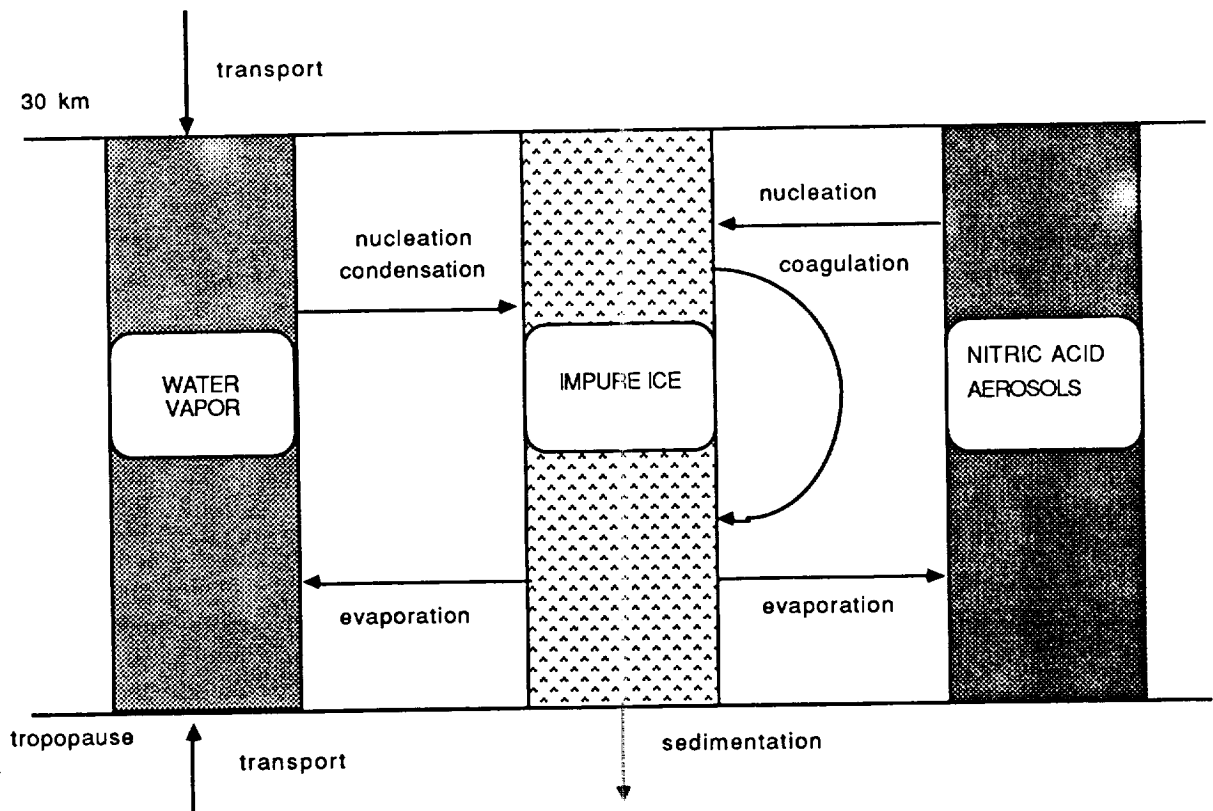 transport
30 km
nucleation
nucleation
condensation
coagulation
WATER
VAPOR
IMPURE ICE
NITRIC ACID
AEROSOLS
evaporation
evaporation
tropopause
transport
sedimentation